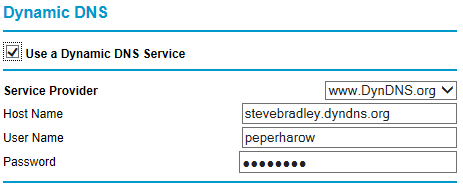 Dynamic DNS
Use a Dynamic DNS Service
Service Provider www.DynDNS.org
Host Name stevebradley.dyndns.org
User Name peperharow
Password ●●●●●●●●